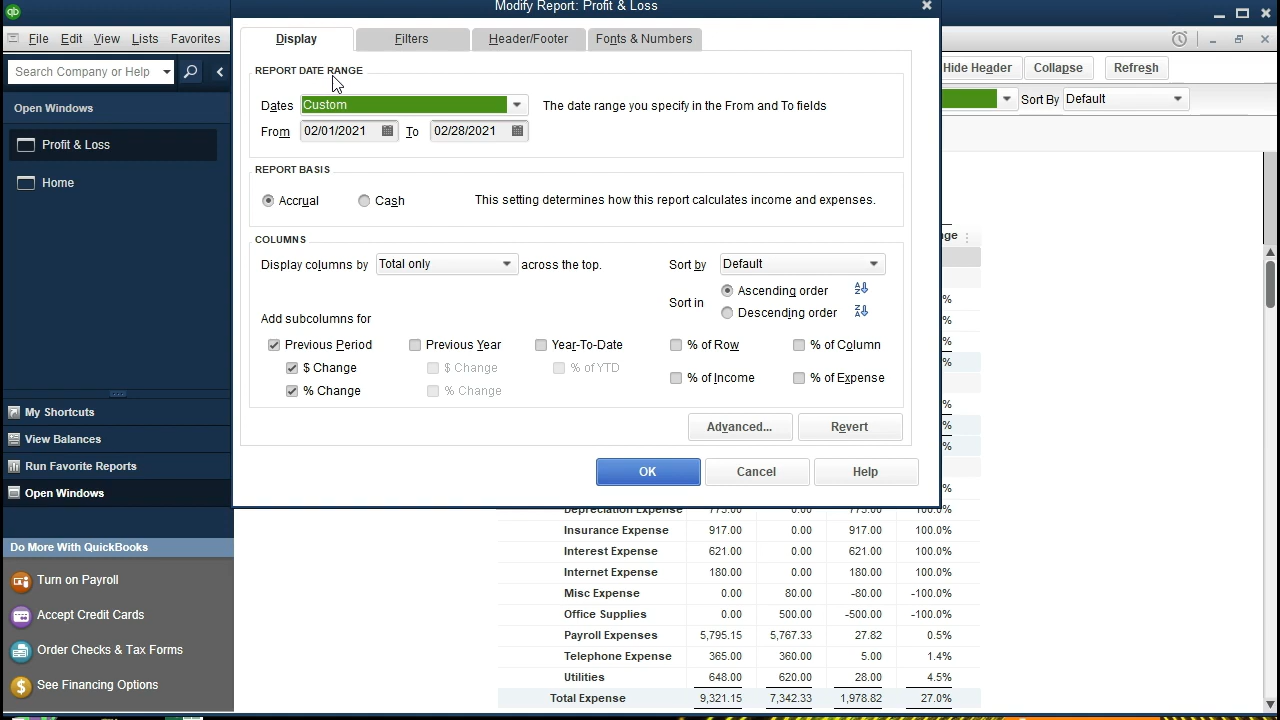 Modify Report: Profit & Loss
File Edit View Lists Favorites
Search Company or Help
Open Windows
Profit & Loss
Home
My Shortcuts
View Balances
Run Favorite Reports
Open Windows
Do More With QuickBooks
Turn on Payroll
Accept Credit Cards
Order Checks & Tax Forms
See Financing Options
Display Filters Header/Footer Fonts & Numbers
REPORT DATE RANGE
Dates Custom The date range you specify in the From and To fields
From 02/01/2021 To 02/28/2021
REPORT BASIS
Accrual Cash This setting determines how this report calculates income and expenses.
COLUMNS
Display columns by Total only across the top. Sort by Default
Sort in Ascending order
Descending order
Add subcolumns for
Previous Period Previous Year Year-To-Date % of Row % of Column
$ Change $ Change % of YTD % of Income % of Expense
% Change % Change
Advanced... Revert
OK Cancel Help
Hide Header Collapse Refresh
Sort By Default
nge
%
%
%
%
%
%
%
%
Depreciation Expense 775.00 0.00 775.00 100.0%
Insurance Expense 917.00 0.00 917.00 100.0%
Interest Expense 621.00 0.00 621.00 100.0%
Internet Expense 180.00 0.00 180.00 100.0%
Misc Expense 0.00 80.00 -80.00 -100.0%
Office Supplies 0.00 500.00 -500.00 -100.0%
Payroll Expenses 5,795.15 5,767.33 27.82 0.5%
Telephone Expense 365.00 360.00 5.00 1.4%
Utilities 648.00 620.00 28.00 4.5%
Total Expense 9,321.15 7,342.33 1,978.82 27.0%